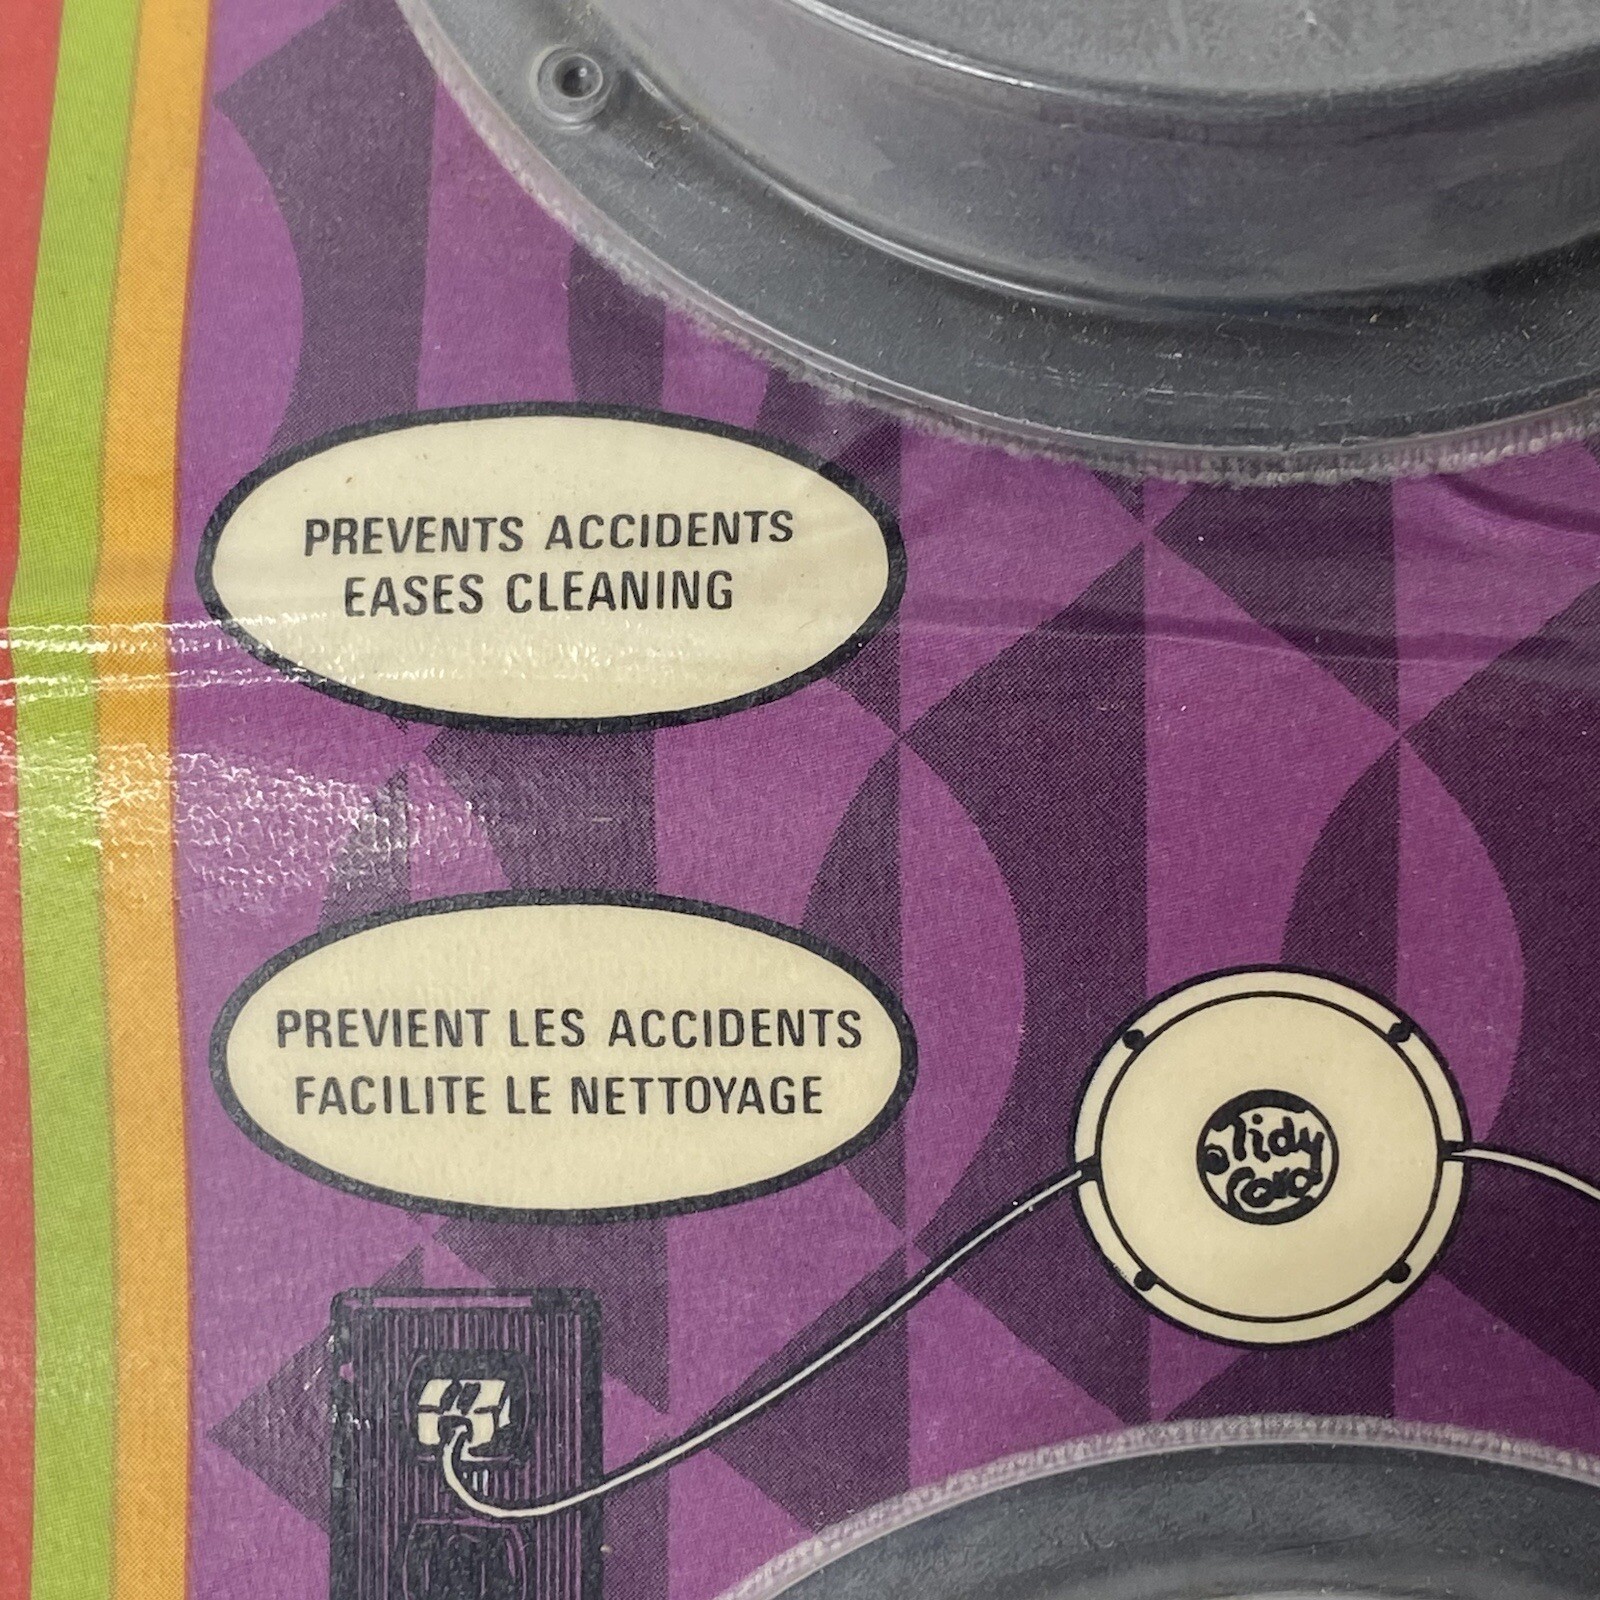 PREVENTS ACCIDENTS
EASES CLEANING
PREVIENT LES ACCIDENTS
FACILITE LE NETTOYAGE
Tidy
Cord